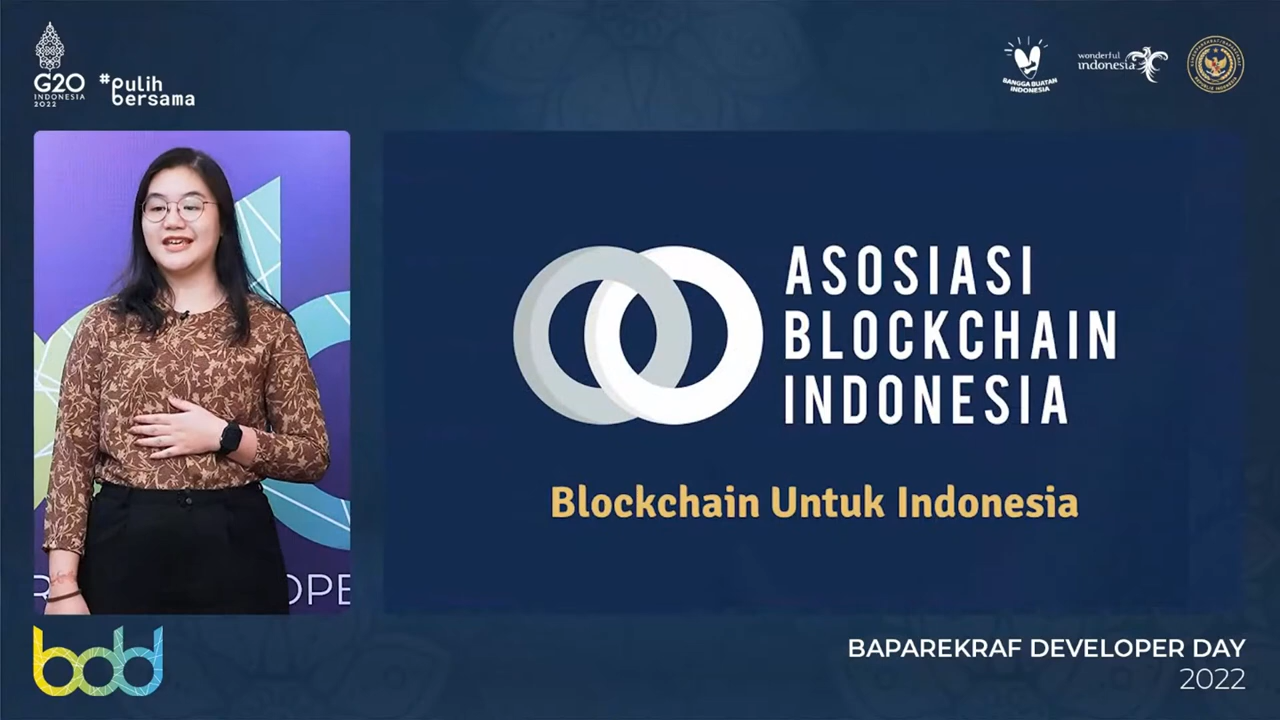 G20
INDONESIA
2022
#pulih
bersama
BANGGA BUATAN
INDONESIA
wonderful
indonesia
ASOSIASI
BLOCKCHAIN
INDONESIA
Blockchain Untuk Indonesia
R
OPE
bdd
BAPAREKRAF DEVELOPER DAY
2022